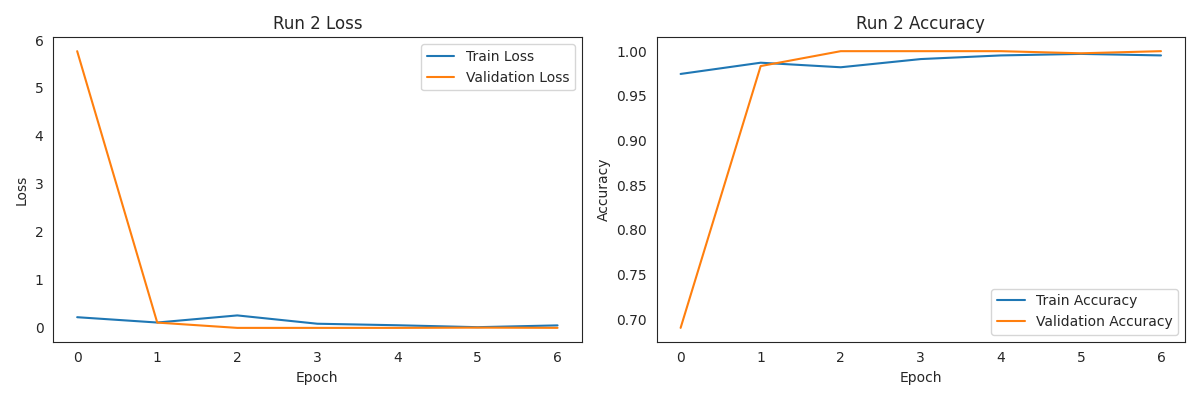 Run 2 Loss
6
5
4
3
2
1
0
Loss
Train Loss
Validation Loss
0 1 2 3 4 5 6
Epoch
Run 2 Accuracy
1.00
0.95
0.90
0.85
0.80
0.75
0.70
Accuracy
Train Accuracy
Validation Accuracy
0 1 2 3 4 5 6
Epoch